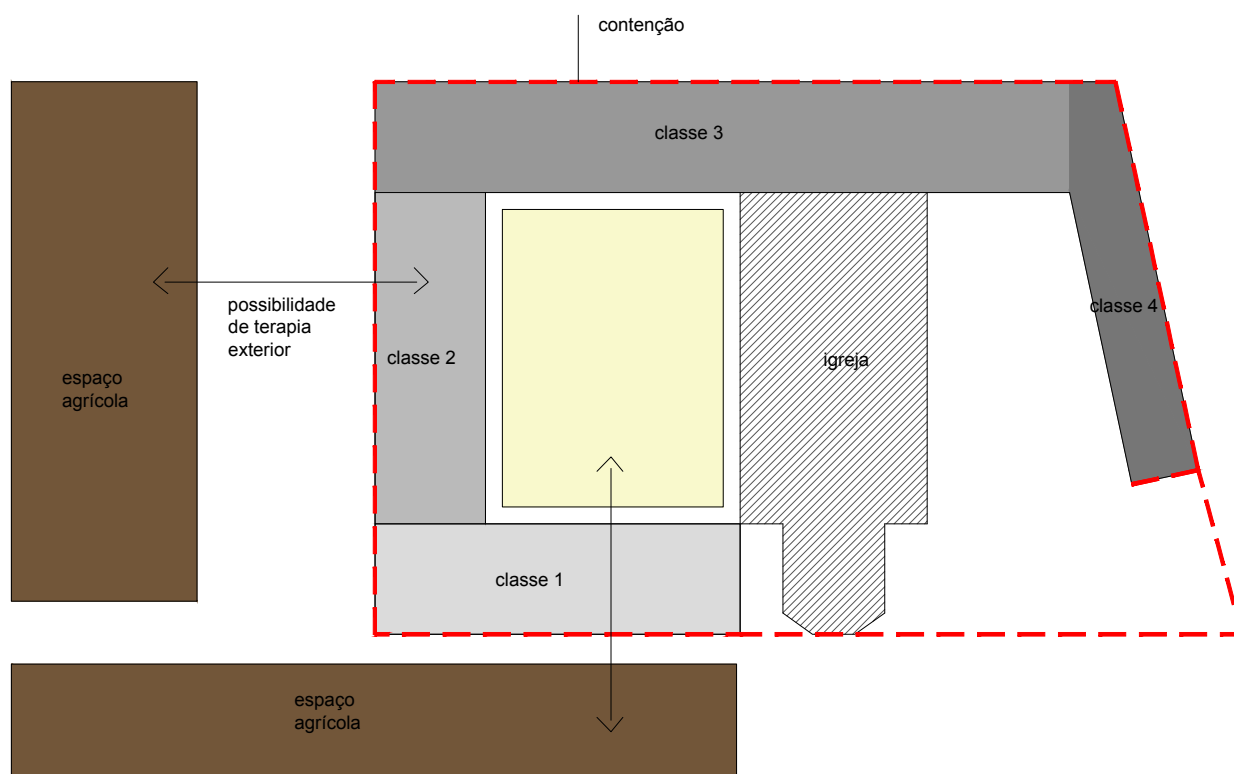 contenção
classe 3
possibilidade
de terapia
exterior
classe 4
classe 2
igreja
espaço
agrícola
classe 1
espaço
agrícola